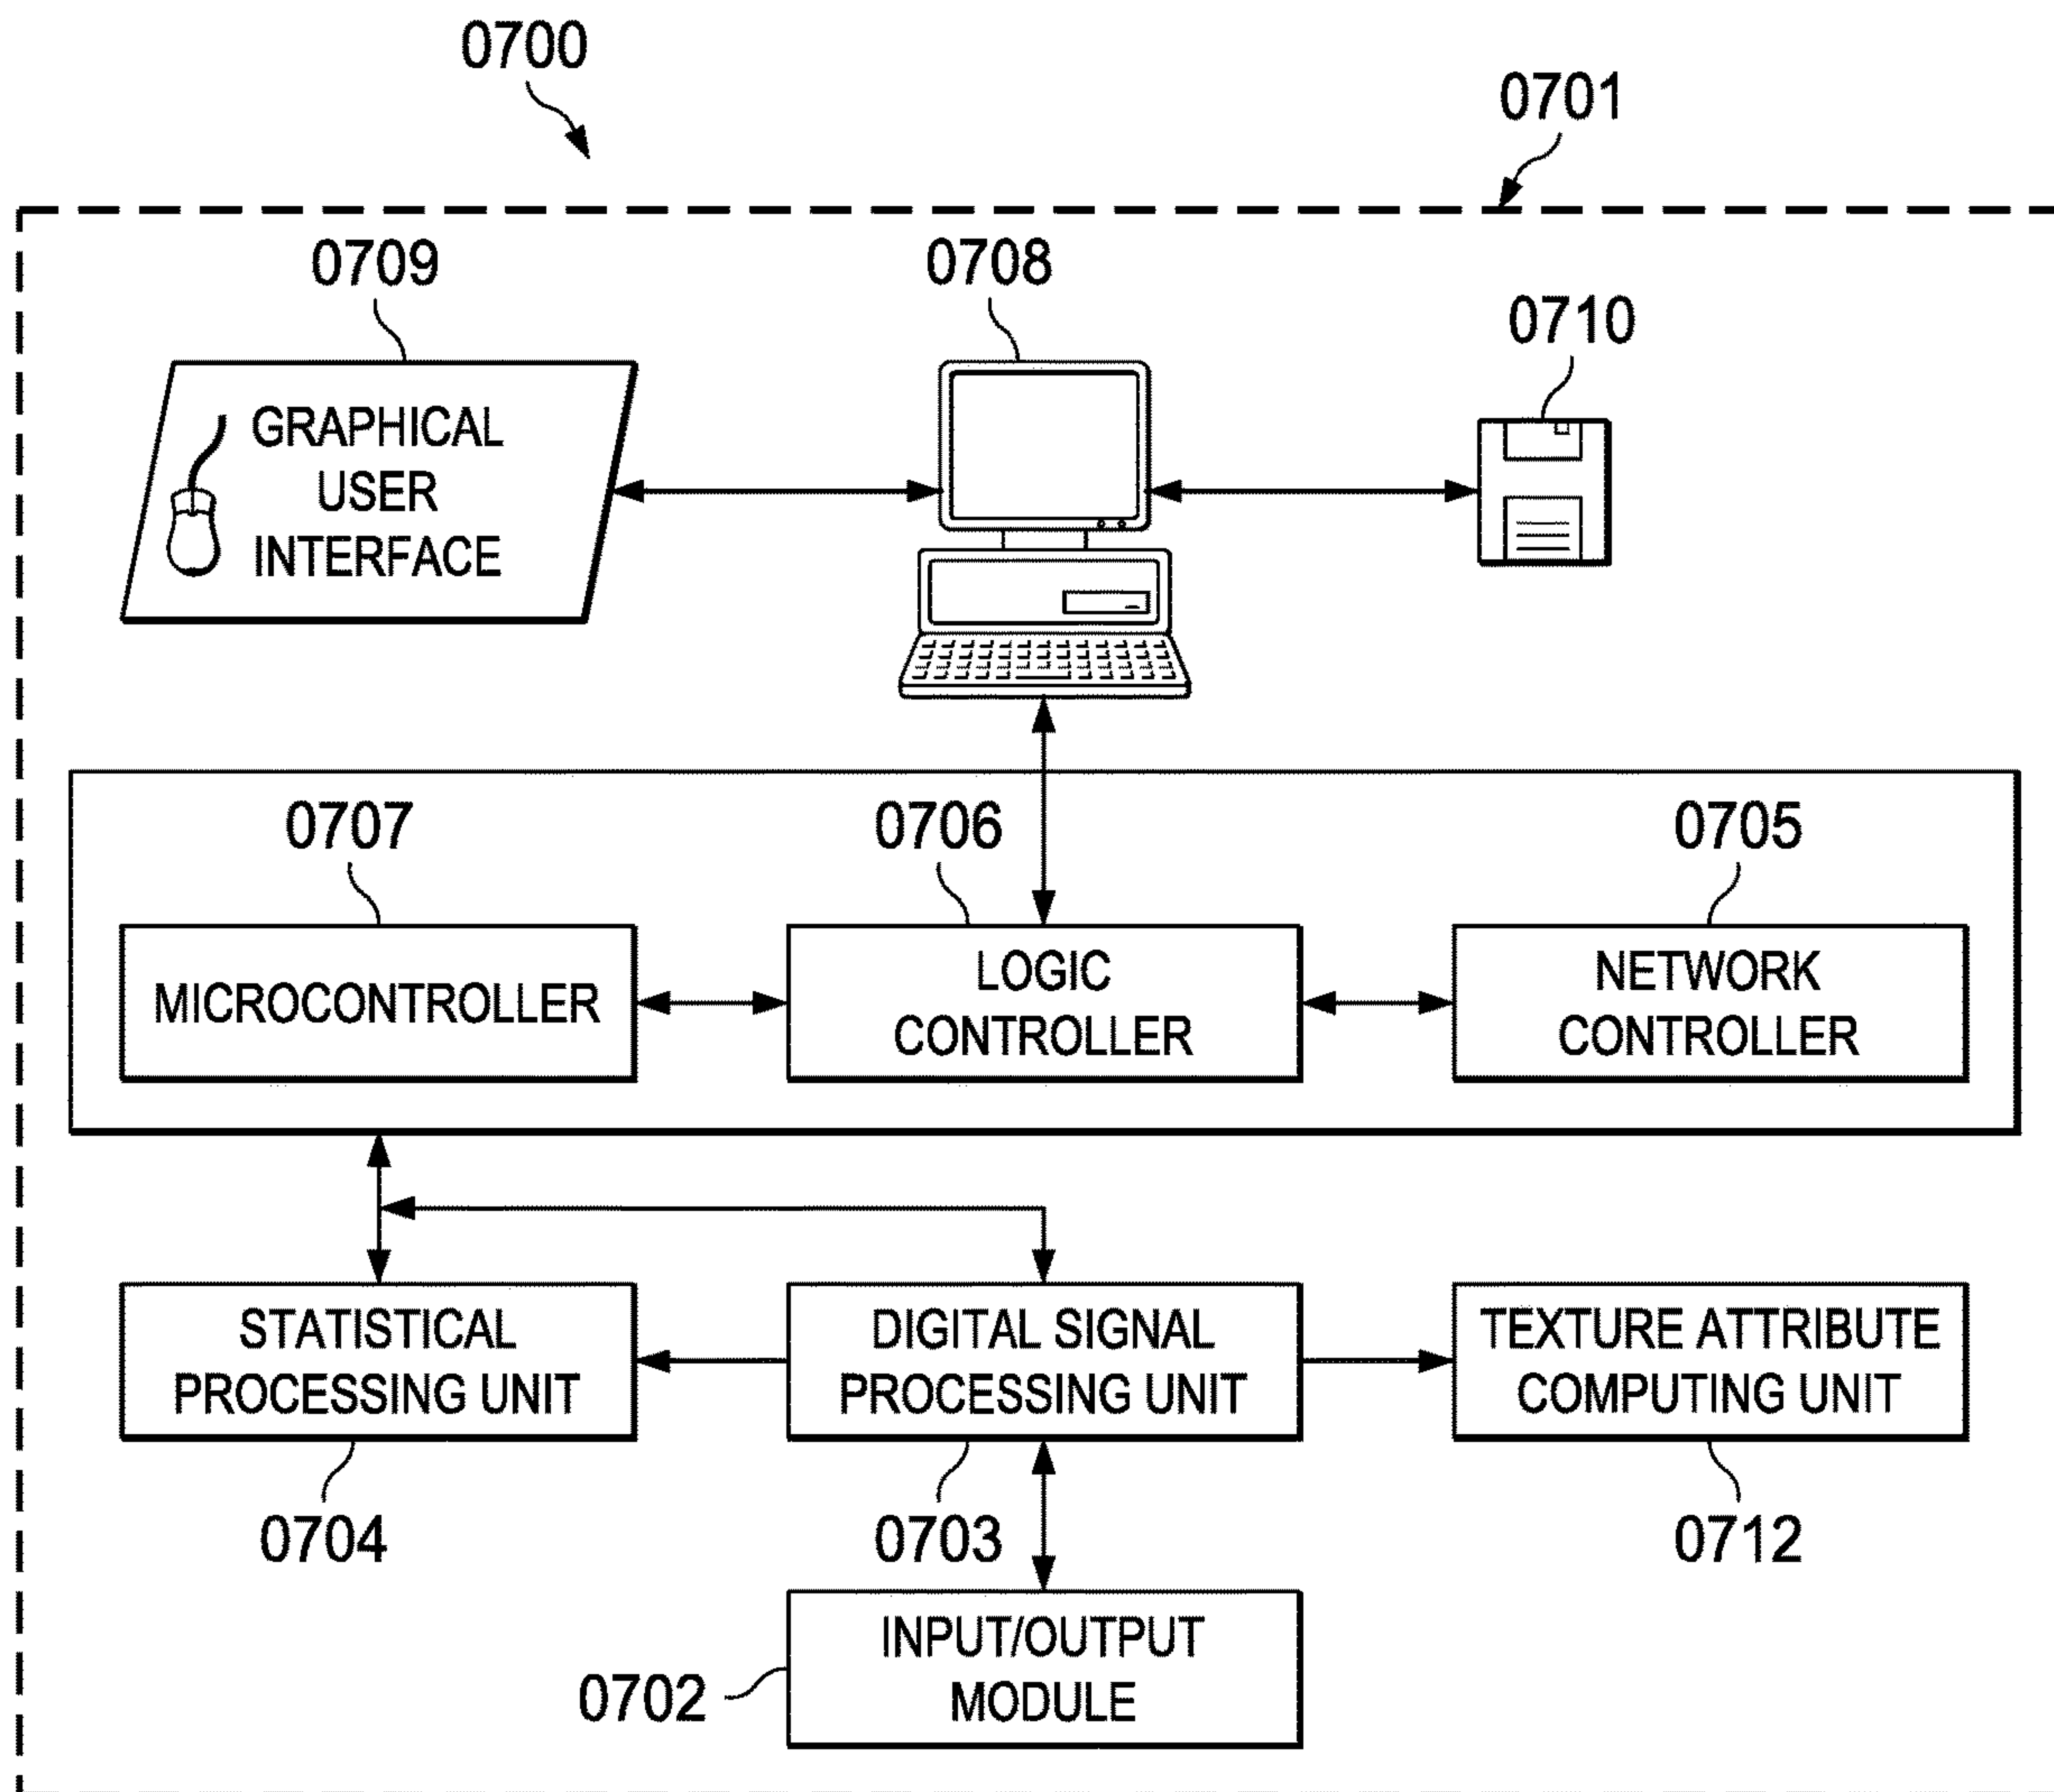 0700
0701
0709
0708
0710
GRAPHICAL
USER
INTERFACE
0707
0706
0705
MICROCONTROLLER
LOGIC
CONTROLLER
NETWORK
CONTROLLER
STATISTICAL
PROCESSING UNIT
DIGITAL SIGNAL
PROCESSING UNIT
TEXTURE ATTRIBUTE
COMPUTING UNIT
0704
0703
0712
INPUT/OUTPUT
MODULE
0702